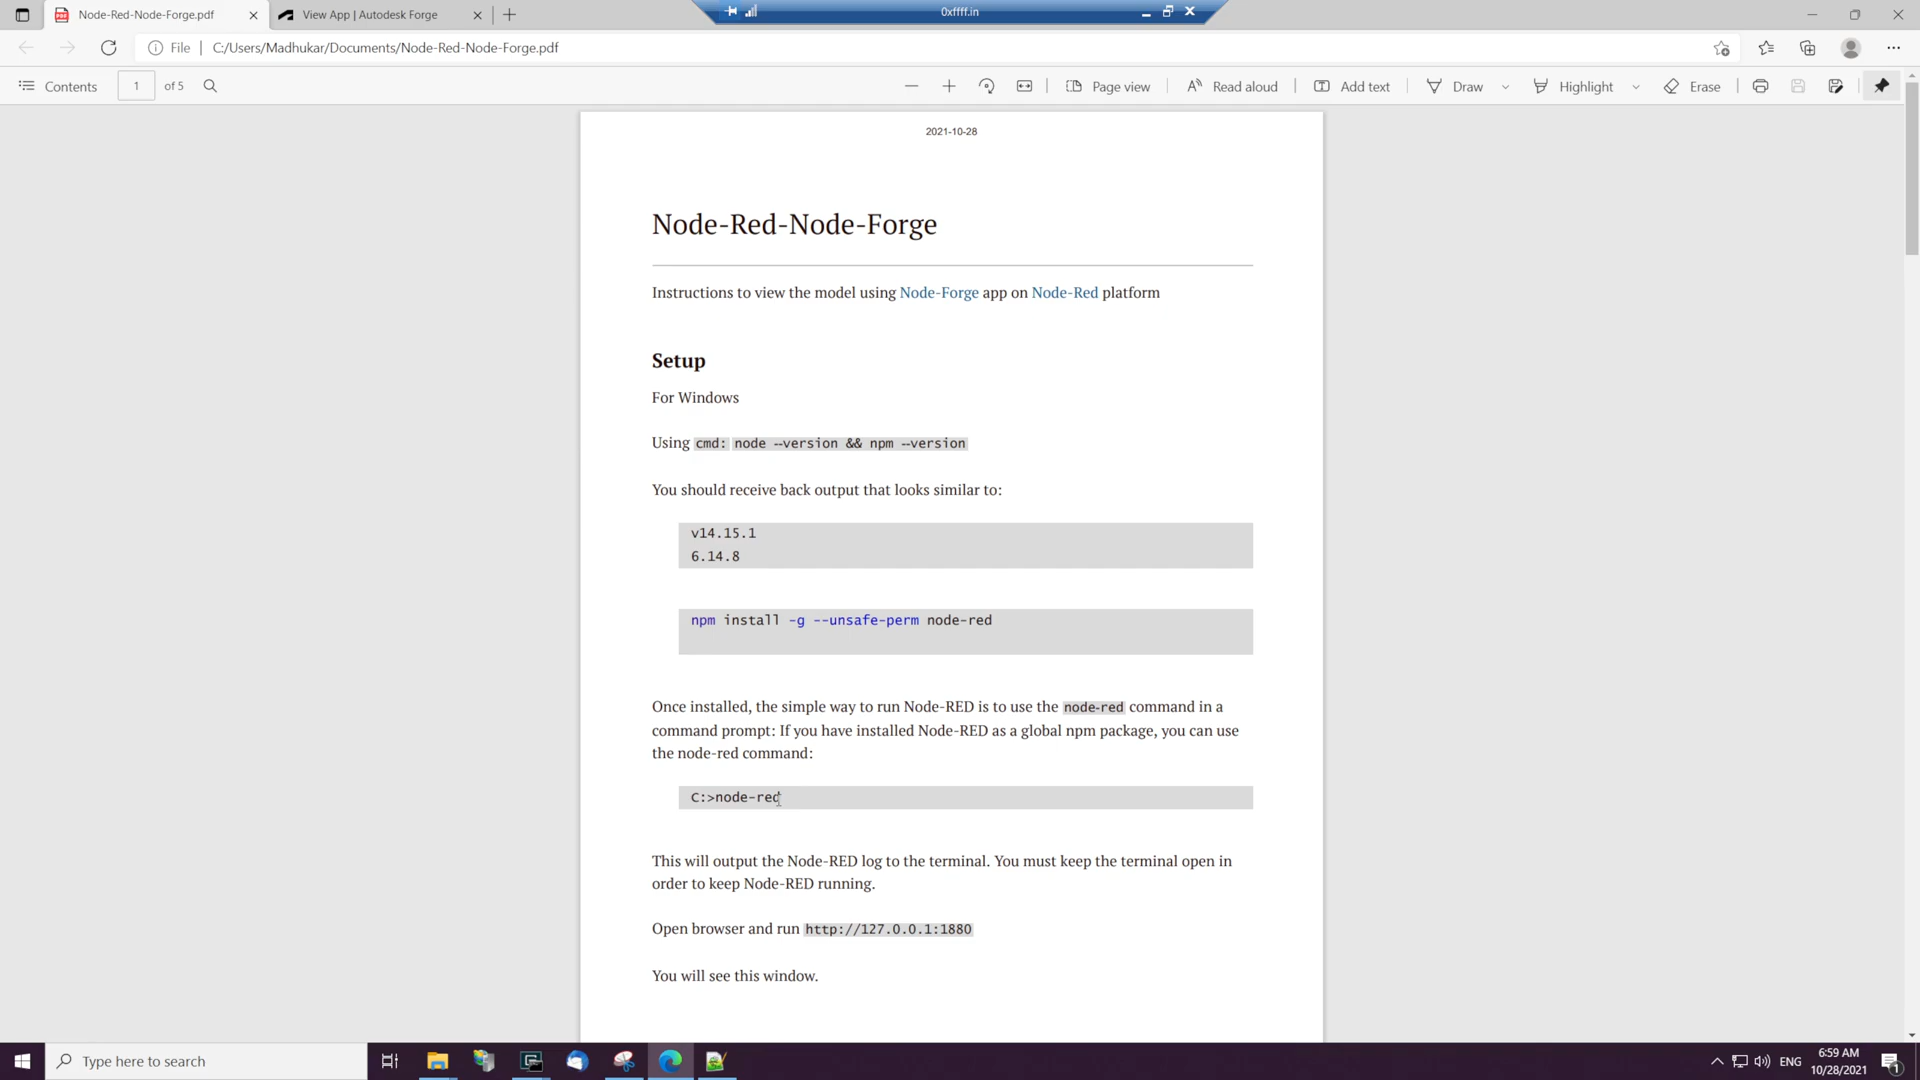 Node-Red-Node-Forge.pdf
View App | Autodesk Forge
0xffff.in
File
C:/Users/Madhukar/Documents/Node-Red-Node-Forge.pdf
Contents
1
of 5
Page view
Read aloud
Add text
Draw
Highlight
Erase
2021-10-28
Node-Red-Node-Forge
Instructions to view the model using Node-Forge app on Node-Red platform
Setup
For Windows
Using cmd: node --version && npm --version
You should receive back output that looks similar to:
v14.15.1
6.14.8
npm install -g --unsafe-perm node-red
Once installed, the simple way to run Node-RED is to use the node-red command in a
command prompt: If you have installed Node-RED as a global npm package, you can use
the node-red command:
C:>node-red
This will output the Node-RED log to the terminal. You must keep the terminal open in
order to keep Node-RED running.
Open browser and run http://127.0.0.1:1880
You will see this window.
Type here to search
ENG
6:59 AM
10/28/2021
1